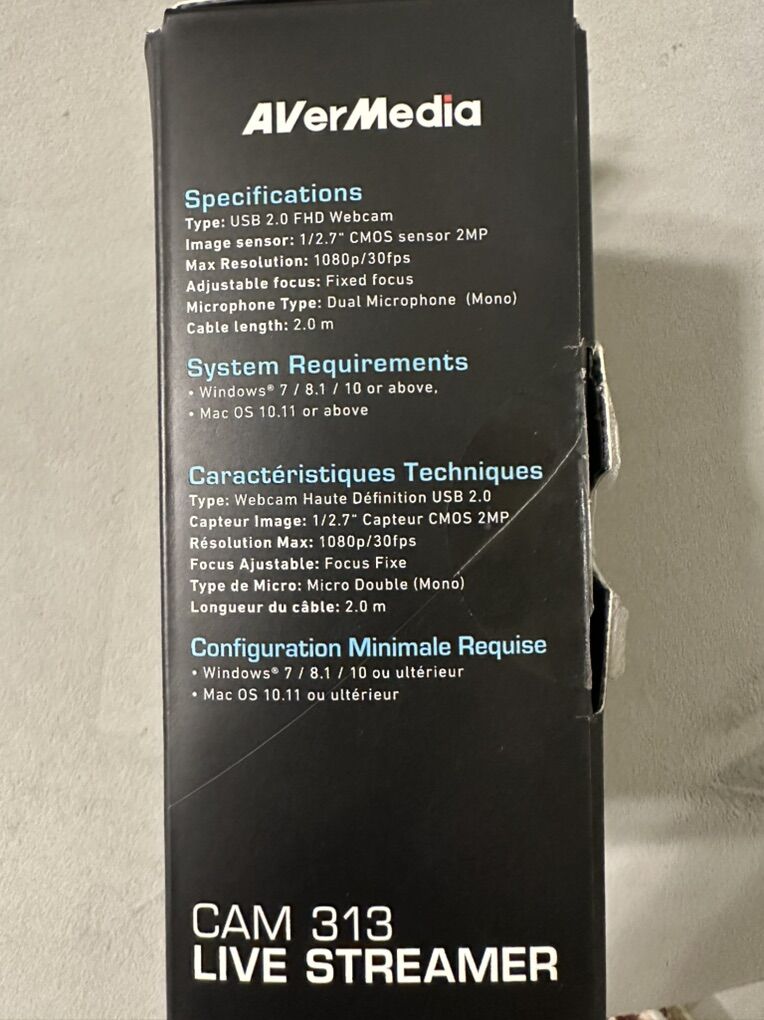 AVerMedia
Specifications
Type: USB 2.0 FHD Webcam
Image sensor: 1/2.7" CMOS sensor 2MP
Max Resolution: 1080p/30fps
Adjustable focus: Fixed focus
Microphone Type: Dual Microphone (Mono)
Cable length: 2.0 m
System Requirements
• Windows® 7 / 8.1 / 10 or above,
• Mac OS 10.11 or above
Caractéristiques Techniques
Type: Webcam Haute Définition USB 2.0
Capteur Image: 1/2.7" Capteur CMOS 2MP
Résolution Max: 1080p/30fps
Focus Ajustable: Focus Fixe
Type de Micro: Micro Double (Mono)
Longueur du câble: 2.0 m
Configuration Minimale Requise
• Windows® 7 / 8.1 / 10 ou ultérieur
• Mac OS 10.11 ou ultérieur
CAM 313
LIVE STREAMER